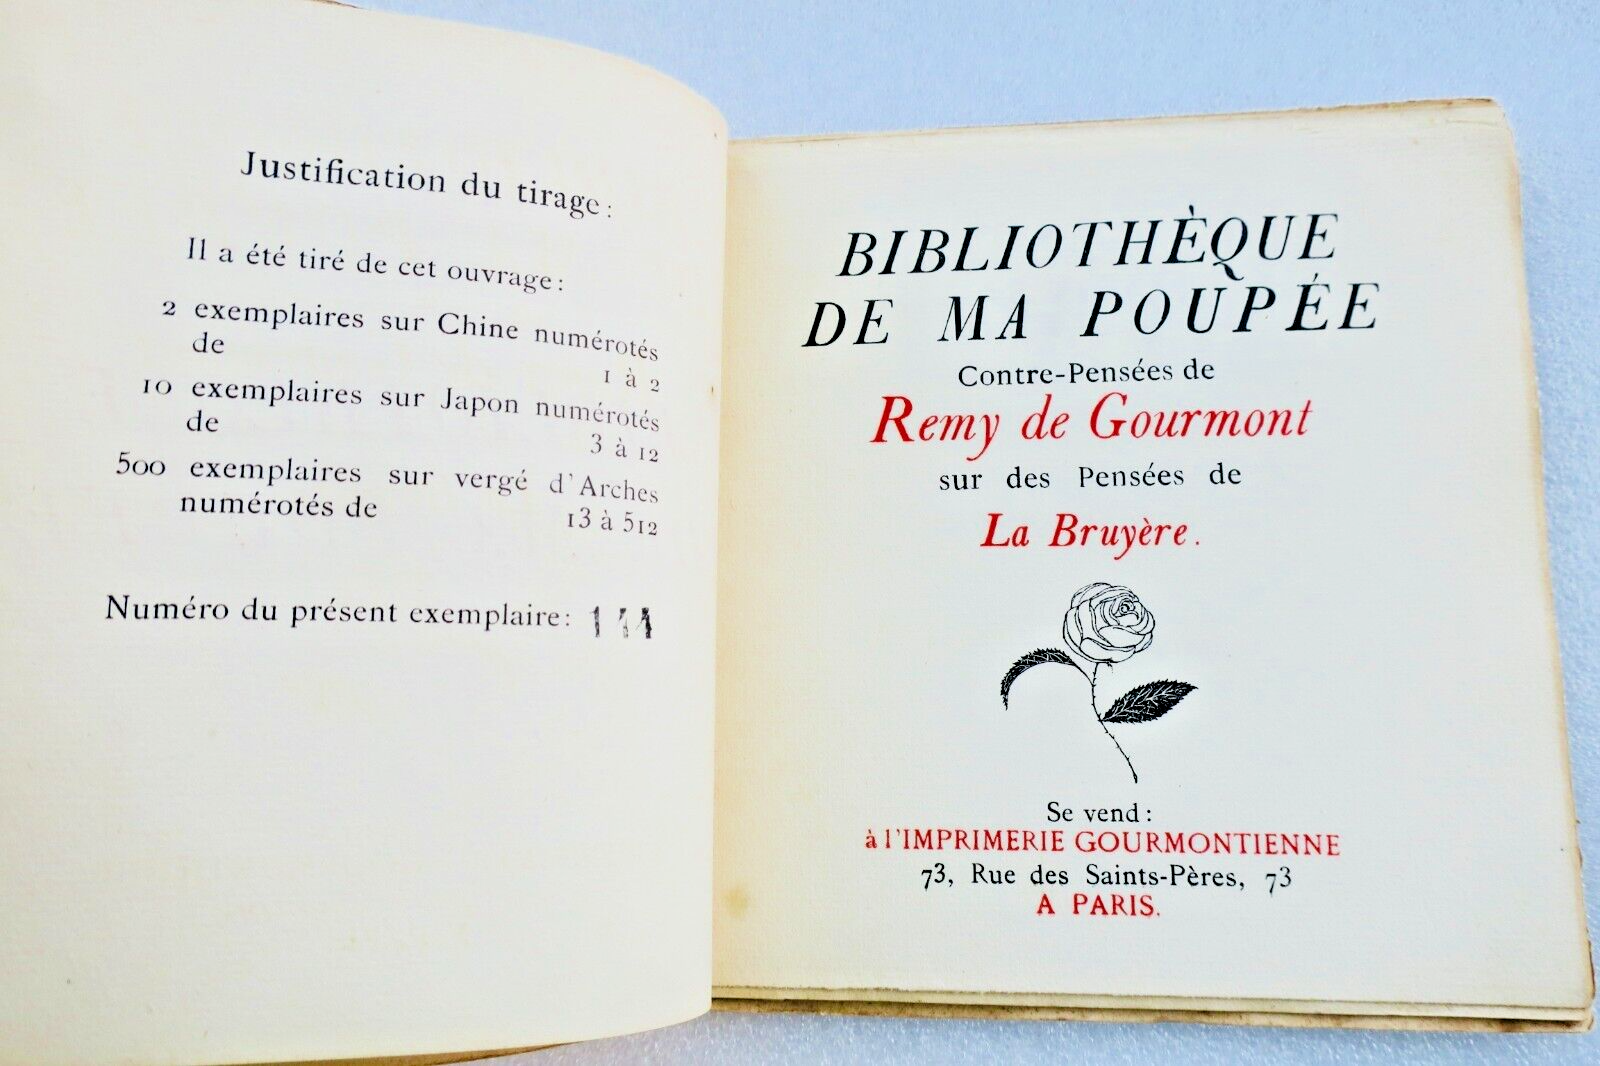 Justification du tirage :
Il a été tiré de cet ouvrage :
2 exemplaires sur Chine numérotés
de 1 à 2
10 exemplaires sur Japon numérotés
de 3 à 12
500 exemplaires sur vergé d'Arches
numérotés de 13 à 512
Numéro du présent exemplaire : 144
BIBLIOTHÈQUE
DE MA POUPÉE
Contre-Pensées de
Remy de Gourmont
sur des Pensées de
La Bruyère.
Se vend :
à l'IMPRIMERIE GOURMONTIENNE
73, Rue des Saints-Pères, 73
A PARIS.